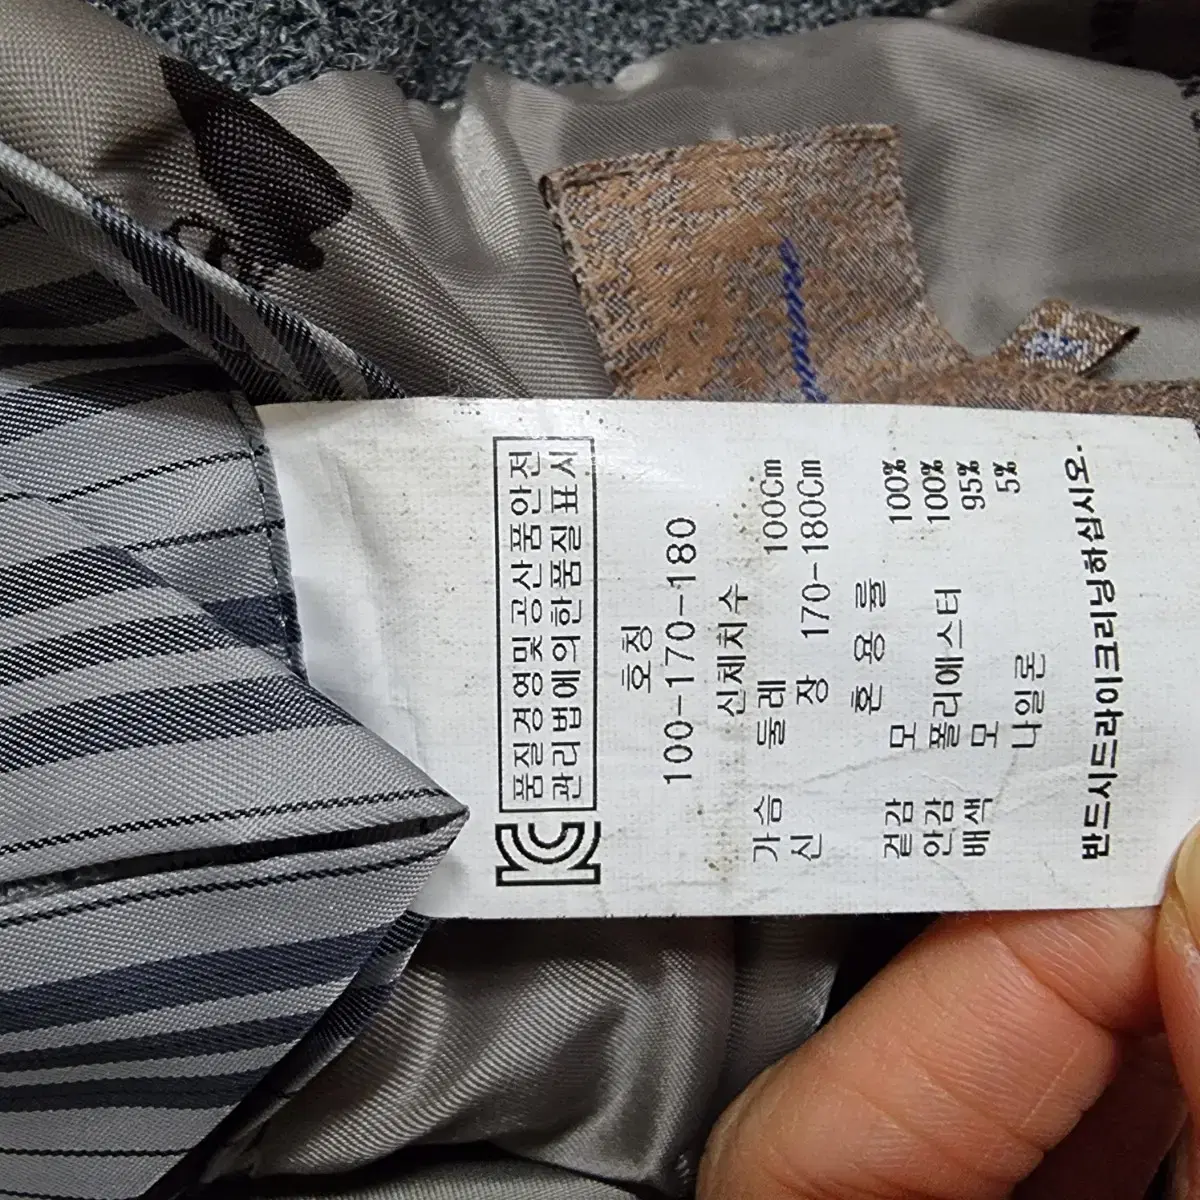 품질경영및공산품안전
관리법에의한품질표시
호칭
100-170-180
신체치수
가슴 둘레 100Cm
신 장 170-180Cm
혼 용 률
겉감 모 100%
안감 폴리에스터 100%
배색 모 95%
나일론 5%
반드시드라이크리닝하십시오.